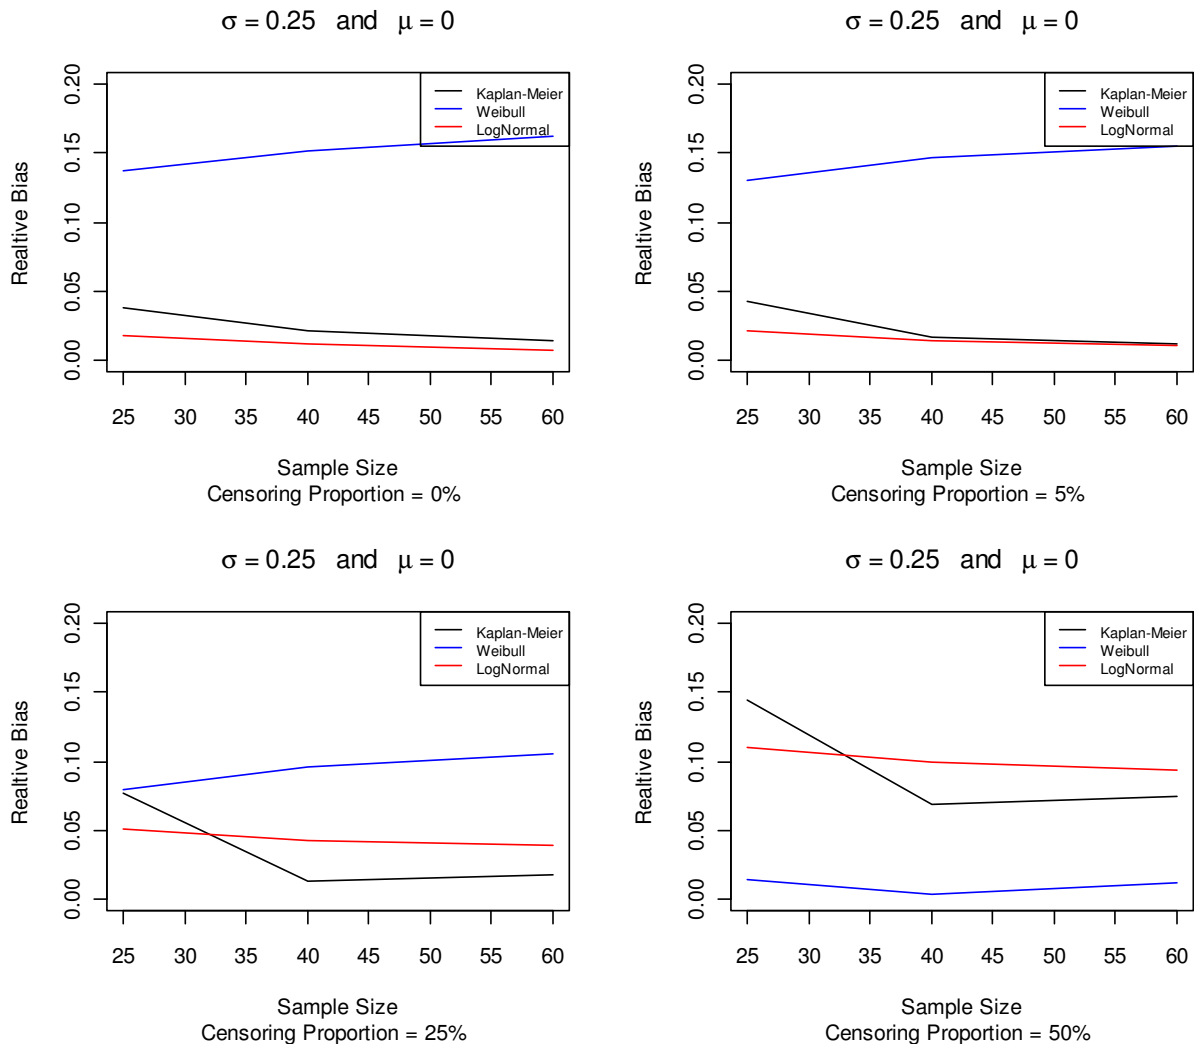 σ = 0.25 and μ = 0
Realtive Bias
0.00 0.05 0.10 0.15 0.20
Kaplan-Meier
Weibull
LogNormal
25 30 35 40 45 50 55 60
Sample Size
Censoring Proportion = 0%
σ = 0.25 and μ = 0
Realtive Bias
0.00 0.05 0.10 0.15 0.20
Kaplan-Meier
Weibull
LogNormal
25 30 35 40 45 50 55 60
Sample Size
Censoring Proportion = 5%
σ = 0.25 and μ = 0
Realtive Bias
0.00 0.05 0.10 0.15 0.20
Kaplan-Meier
Weibull
LogNormal
25 30 35 40 45 50 55 60
Sample Size
Censoring Proportion = 25%
σ = 0.25 and μ = 0
Realtive Bias
0.00 0.05 0.10 0.15 0.20
Kaplan-Meier
Weibull
LogNormal
25 30 35 40 45 50 55 60
Sample Size
Censoring Proportion = 50%